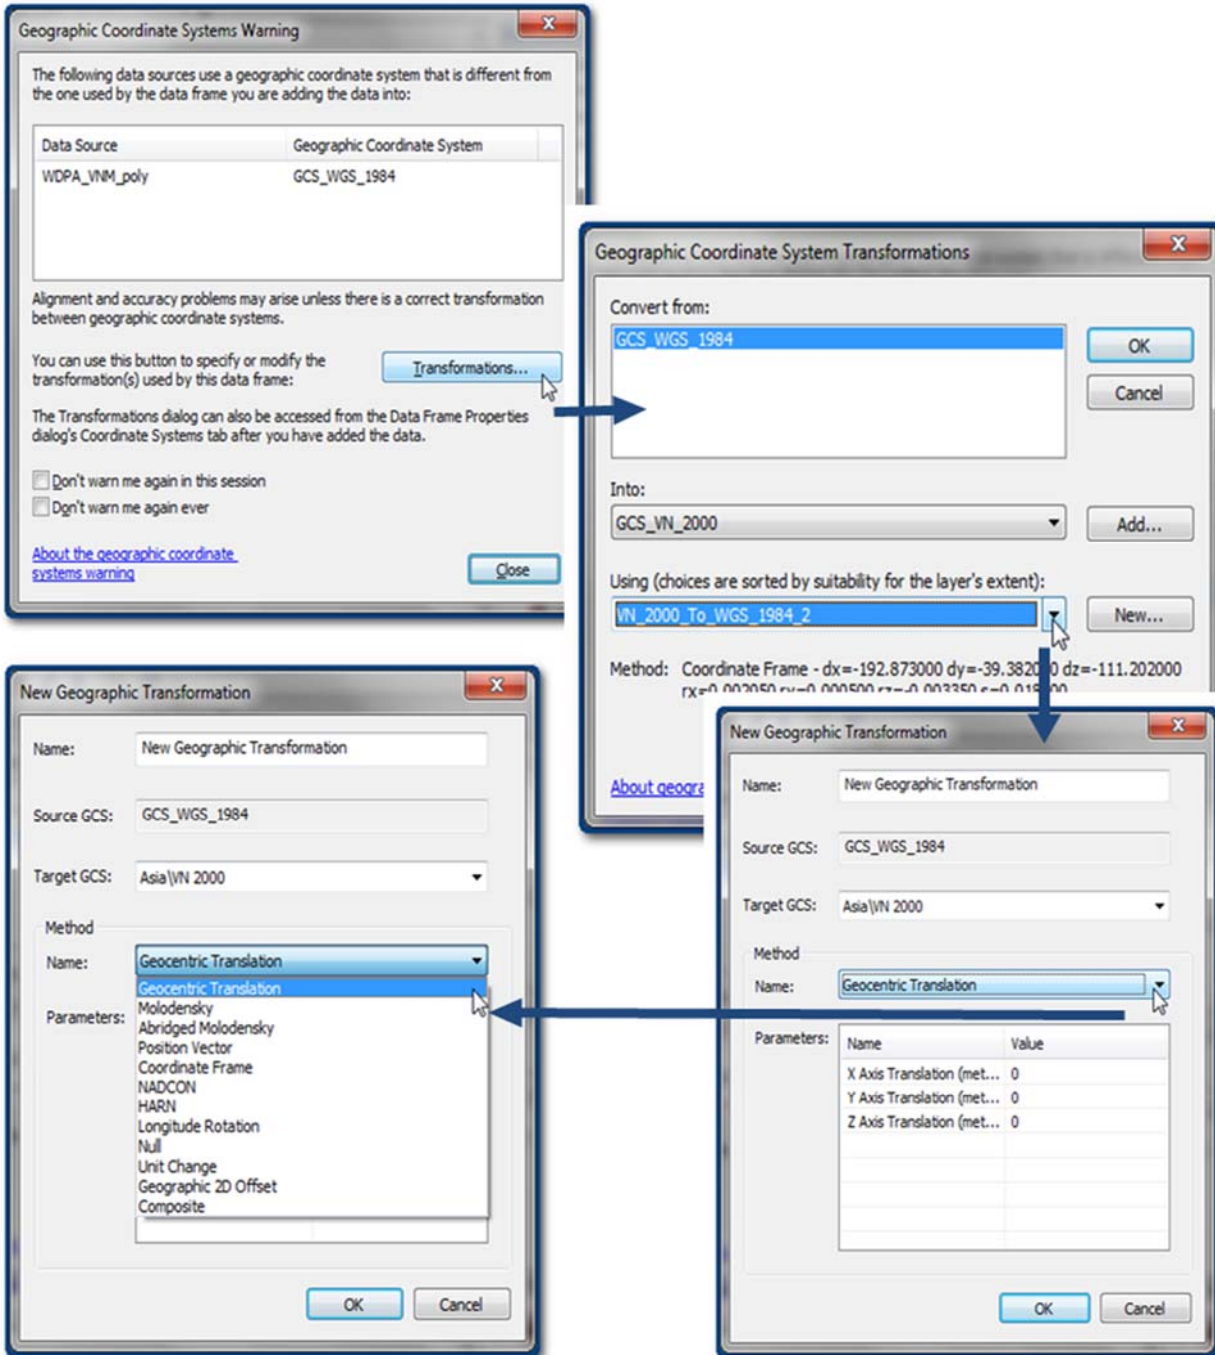 Geographic Coordinate Systems Warning
X
The following data sources use a geographic coordinate system that is different from
the one used by the data frame you are adding the data into:
Data Source Geographic Coordinate System
WDPA_VNM_poly GCS_WGS_1984
Alignment and accuracy problems may arise unless there is a correct transformation
between geographic coordinate systems.
You can use this button to specify or modify the
transformation(s) used by this data frame:
Transformations...
The Transformations dialog can also be accessed from the Data Frame Properties
dialog's Coordinate Systems tab after you have added the data.
Don't warn me again in this session
Don't warn me again ever
About the geographic coordinate
systems warning
Close
Geographic Coordinate System Transformations
X
Convert from:
GCS_WGS_1984
OK
Cancel
Into:
GCS_VN_2000
Add...
Using (choices are sorted by suitability for the layer's extent):
VN_2000_To_WGS_1984_2
New...
Method: Coordinate Frame - dx=-192.873000 dy=-39.382000 dz=-111.202000
About geogra
New Geographic Transformation
X
Name: New Geographic Transformation
Source GCS: GCS_WGS_1984
Target GCS: Asia\VN 2000
Method
Name: Geocentric Translation
Geocentric Translation
Molodensky
Abridged Molodensky
Position Vector
Coordinate Frame
NADCON
HARN
Longitude Rotation
Null
Unit Change
Geographic 2D Offset
Composite
Parameters:
OK Cancel
New Geographic Transformation
X
Name: New Geographic Transformation
Source GCS: GCS_WGS_1984
Target GCS: Asia\VN 2000
Method
Name: Geocentric Translation
Parameters:
Name Value
X Axis Translation (met... 0
Y Axis Translation (met... 0
Z Axis Translation (met... 0
OK Cancel